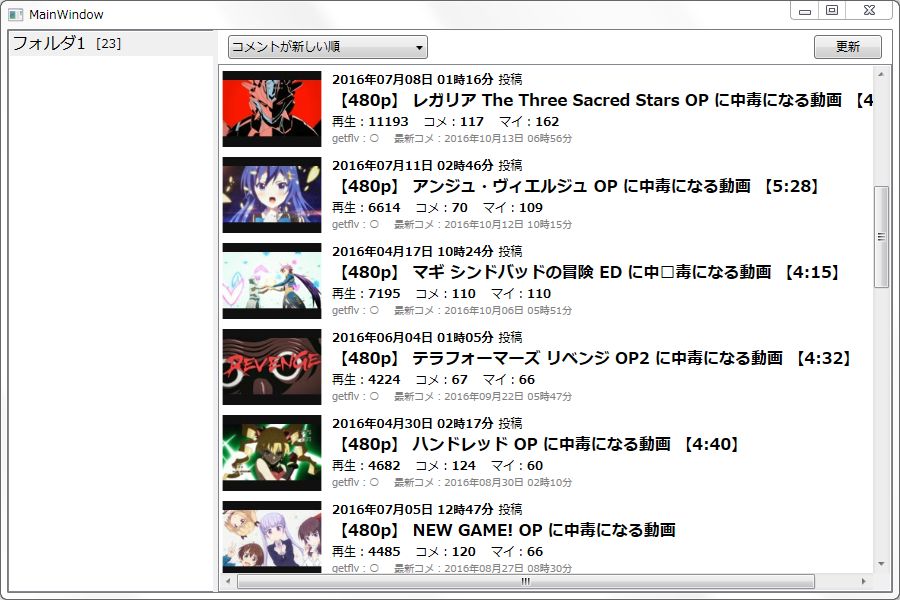 MainWindow
フォルダ1 [23]
コメントが新しい順
更新
2016年07月08日 01時16分 投稿
【480p】 レガリア The Three Sacred Stars OP に中毒になる動画 【4
再生：11193 コメ：117 マイ：162
getflv：○ 最新コメ：2016年10月13日 06時56分
2016年07月11日 02時46分 投稿
【480p】 アンジュ・ヴィエルジュ OP に中毒になる動画 【5:28】
再生：6614 コメ：70 マイ：109
getflv：○ 最新コメ：2016年10月12日 10時15分
2016年04月17日 10時24分 投稿
【480p】 マギ シンドバッドの冒険 ED に中□毒になる動画 【4:15】
再生：7195 コメ：110 マイ：110
getflv：○ 最新コメ：2016年10月06日 05時51分
2016年06月04日 01時05分 投稿
【480p】 テラフォーマーズ リベンジ OP2 に中毒になる動画 【4:32】
REVENGE
再生：4224 コメ：67 マイ：66
getflv：○ 最新コメ：2016年09月22日 05時47分
2016年04月30日 02時17分 投稿
【480p】 ハンドレッド OP に中毒になる動画 【4:40】
再生：4682 コメ：124 マイ：60
getflv：○ 最新コメ：2016年08月30日 02時10分
2016年07月05日 12時47分 投稿
【480p】 NEW GAME! OP に中毒になる動画
再生：4485 コメ：120 マイ：66
getflv：○ 最新コメ：2016年08月27日 08時30分